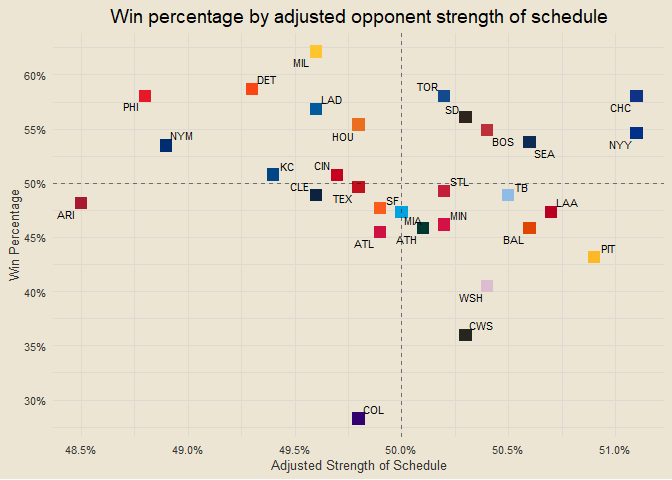 Win percentage by adjusted opponent strength of schedule
MIL
DET
PHI
LAD
TOR
CHC
SD
HOU
BOS
NYY
NYM
SEA
KC
CIN
CLE
TEX
STL
TB
ARI
SF
MIA
LAA
MIN
ATL
ATH
BAL
PIT
WSH
CWS
COL
60%
55%
50%
45%
40%
35%
30%
Win Percentage
48.5%
49.0%
49.5%
50.0%
50.5%
51.0%
Adjusted Strength of Schedule